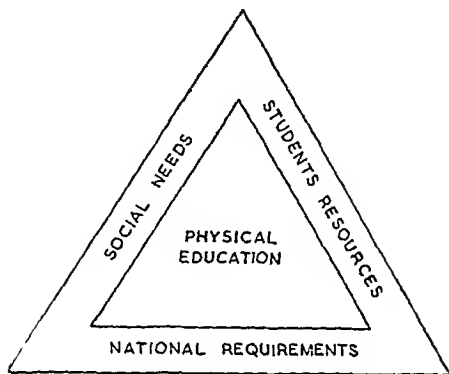 SOCIAL NEEDS
STUDENTS RESOURCES
PHYSICAL
EDUCATION
NATIONAL REQUIREMENTS